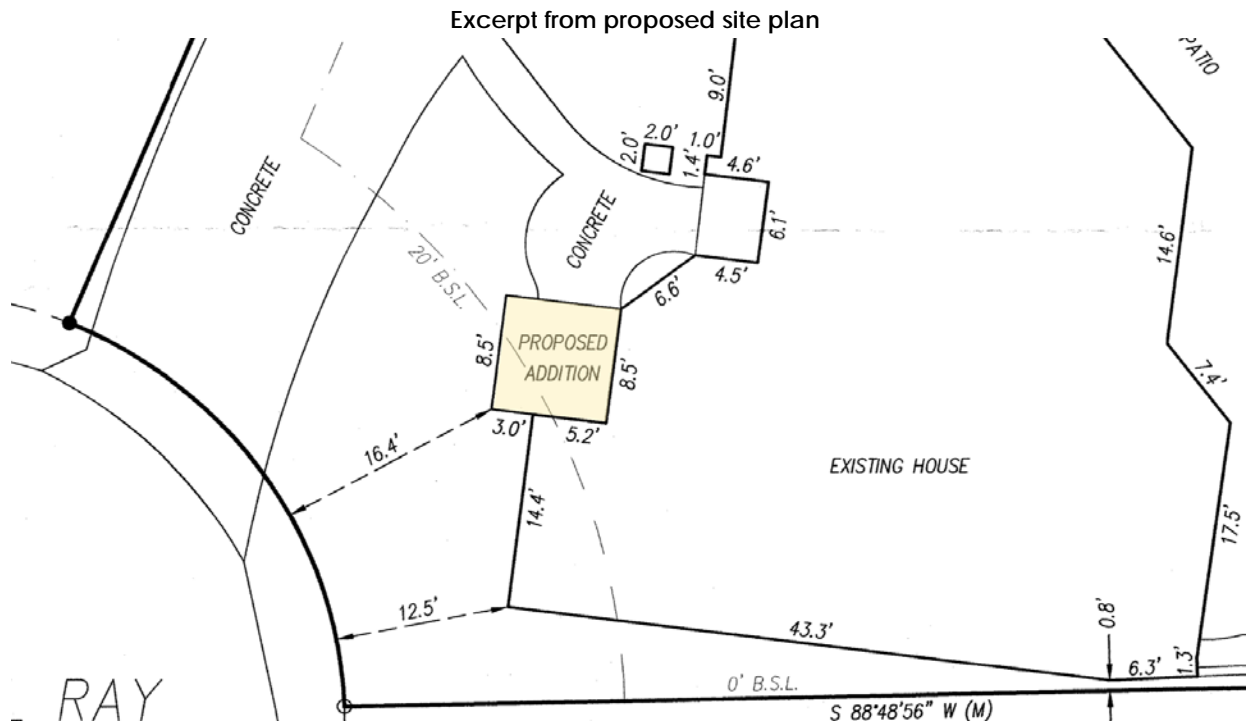 Excerpt from proposed site plan
PATIO
9.0'
2.0'
1.0'
2.0'
1.4'
4.6'
CONCRETE
CONCRETE
6.1'
14.6'
20' B.S.L.
4.5'
6.6'
PROPOSED
ADDITION
8.5'
8.5'
7.4'
3.0'
5.2'
16.4'
EXISTING HOUSE
14.4'
17.5'
12.5'
43.3'
0.8'
6.3'
1.3'
0' B.S.L.
RAY
S 88°48'56" W (M)